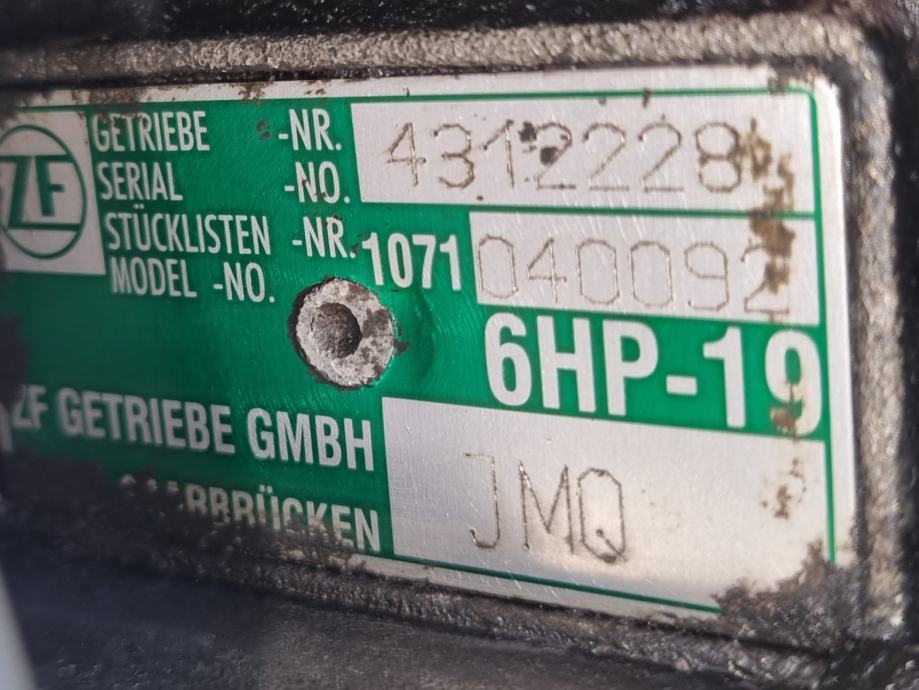 ZF
GETRIEBE -NR. 4312228
SERIAL -NO.
STÜCKLISTEN -NR. 1071 040092
MODEL -NO.
6HP-19
ZF GETRIEBE GMBH
JMQ